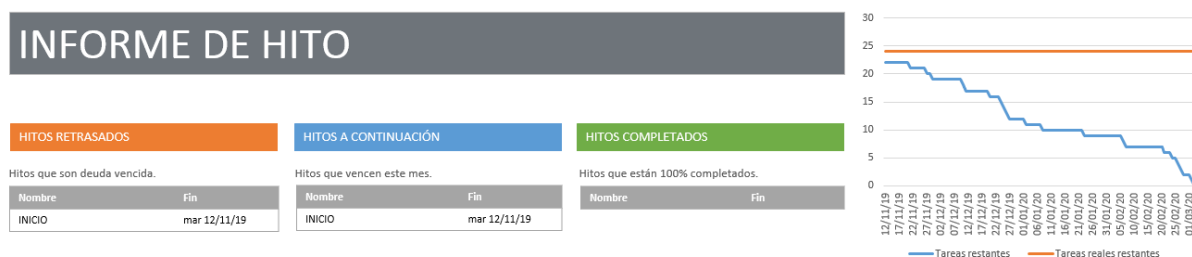 INFORME DE HITO
HITOS RETRASADOS
Hitos que son deuda vencida.
Nombre Fin
INICIO mar 12/11/19
HITOS A CONTINUACIÓN
Hitos que vencen este mes.
Nombre Fin
INICIO mar 12/11/19
HITOS COMPLETADOS
Hitos que están 100% completados.
Nombre Fin
30
25
20
15
10
5
0
12/11/19
17/11/19
22/11/19
27/11/19
02/12/19
07/12/19
12/12/19
17/12/19
22/12/19
27/12/19
01/01/20
06/01/20
11/01/20
16/01/20
21/01/20
26/01/20
31/01/20
05/02/20
10/02/20
15/02/20
20/02/20
25/02/20
01/03/20
Tareas restantes Tareas reales restantes